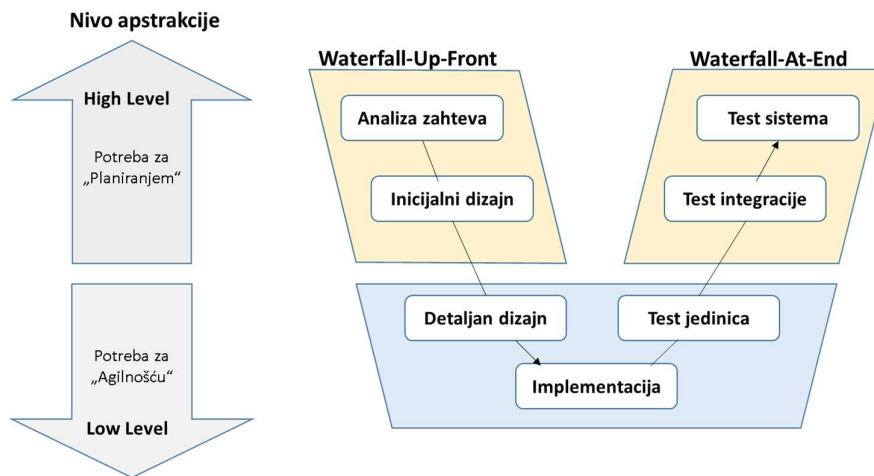 Nivo apstrakcije
High Level
Potreba za
„Planiranjem“
Potreba za
„Agilnošću“
Low Level
Waterfall-Up-Front
Analiza zahteva
Inicijalni dizajn
Detaljan dizajn
Implementacija
Waterfall-At-End
Test sistema
Test integracije
Test jedinica